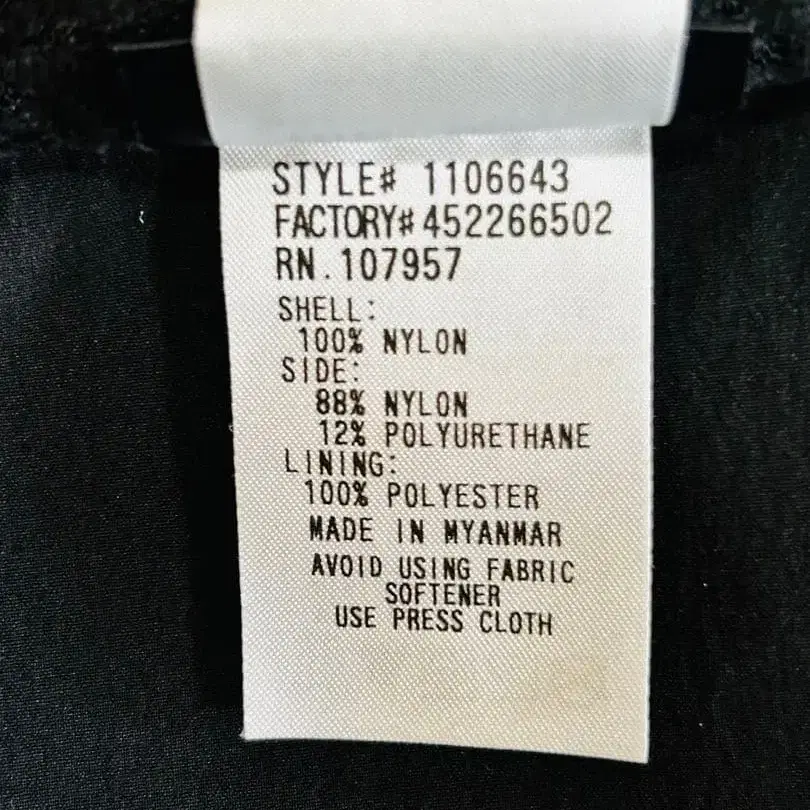 STYLE# 1106643
FACTORY#452266502
RN.107957
SHELL:
100% NYLON
SIDE:
88% NYLON
12% POLYURETHANE
LINING:
100% POLYESTER
MADE IN MYANMAR
AVOID USING FABRIC
SOFTENER
USE PRESS CLOTH